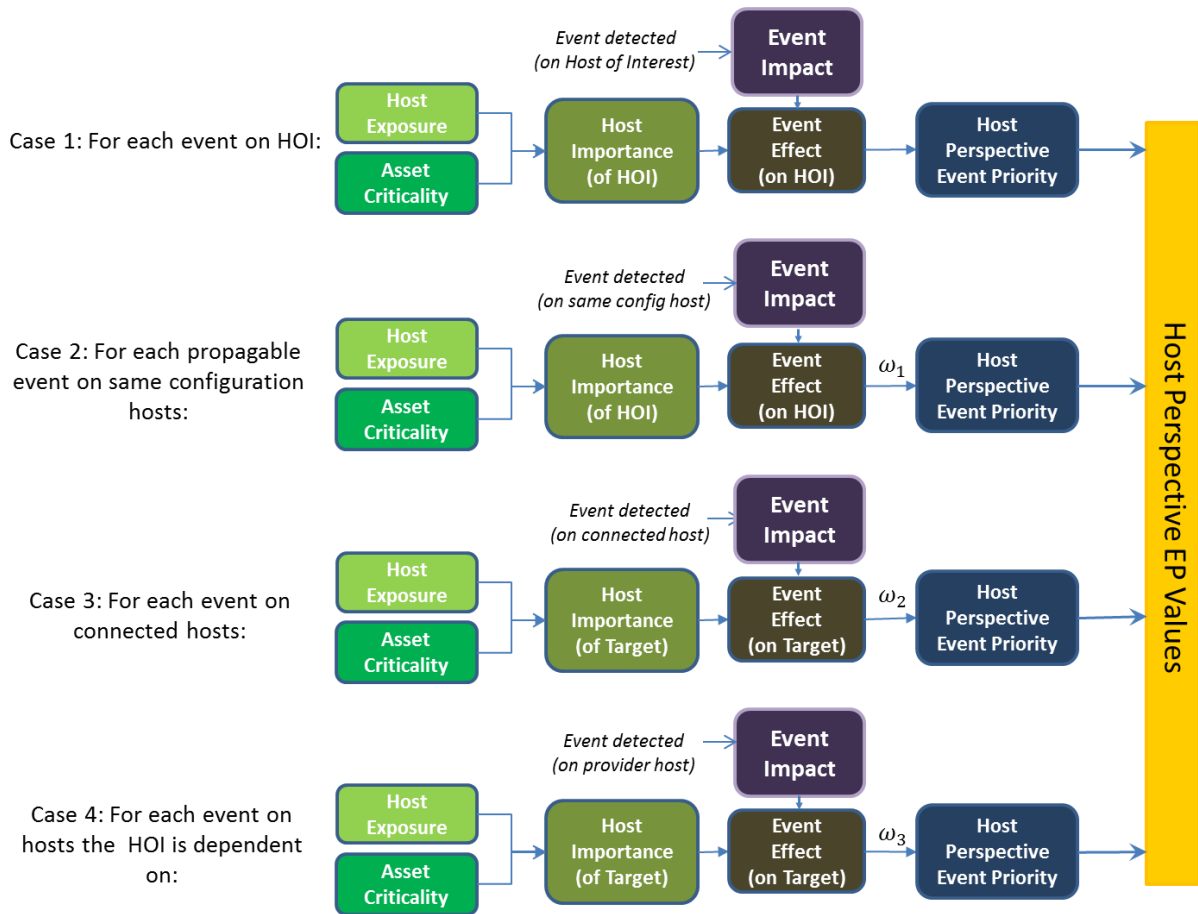 Event detected
(on Host of Interest)
Event
Impact
Case 1: For each event on HOI:
Host
Exposure
Asset
Criticality
Host
Importance
(of HOI)
Event
Effect
(on HOI)
Host
Perspective
Event Priority
Event detected
(on same config host)
Event
Impact
Case 2: For each propagable
event on same configuration
hosts:
Host
Exposure
Asset
Criticality
Host
Importance
(of HOI)
Event
Effect
(on HOI)
ω₁
Host
Perspective
Event Priority
Event detected
(on connected host)
Event
Impact
Case 3: For each event on
connected hosts:
Host
Exposure
Asset
Criticality
Host
Importance
(of Target)
Event
Effect
(on Target)
ω₂
Host
Perspective
Event Priority
Event detected
(on provider host)
Event
Impact
Case 4: For each event on
hosts the HOI is dependent
on:
Host
Exposure
Asset
Criticality
Host
Importance
(of Target)
Event
Effect
(on Target)
ω₃
Host
Perspective
Event Priority
Host Perspective EP Values